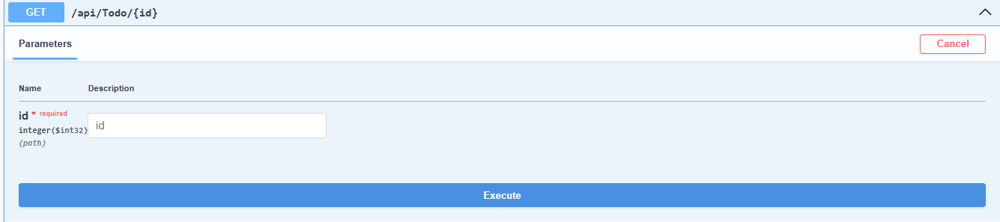 GET /api/Todo/{id}
Parameters Cancel
Name Description
id * required
integer($int32) id
(path)
Execute